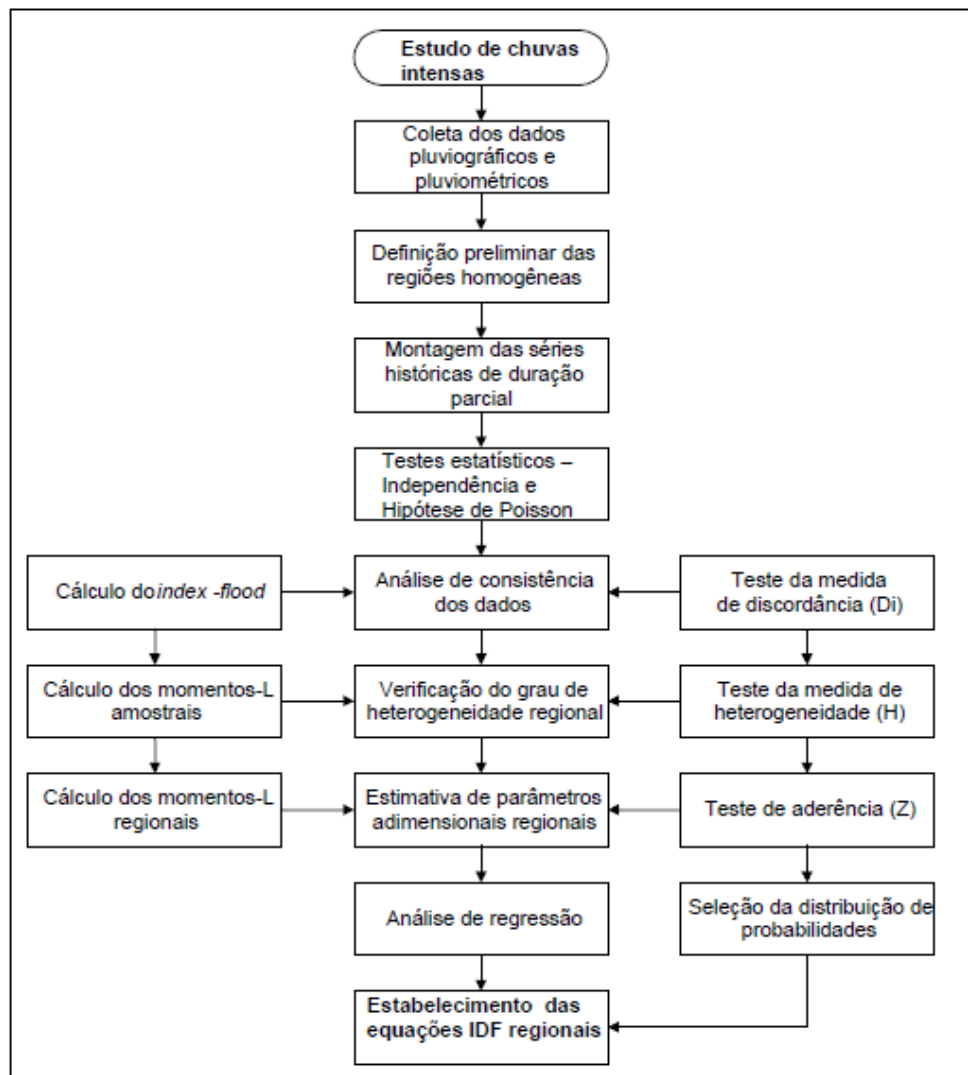 Estudo de chuvas
intensas
Coleta dos dados
pluviográficos e
pluviométricos
Definição preliminar das
regiões homogêneas
Montagem das séries
históricas de duração
parcial
Testes estatísticos –
Independência e
Hipótese de Poisson
Cálculo do index -flood
Análise de consistência
dos dados
Teste da medida
de discordância (Di)
Cálculo dos momentos-L
amostrais
Verificação do grau de
heterogeneidade regional
Teste da medida de
heterogeneidade (H)
Cálculo dos momentos-L
regionais
Estimativa de parâmetros
adimensionais regionais
Teste de aderência (Z)
Análise de regressão
Seleção da distribuição de
probabilidades
Estabelecimento das
equações IDF regionais